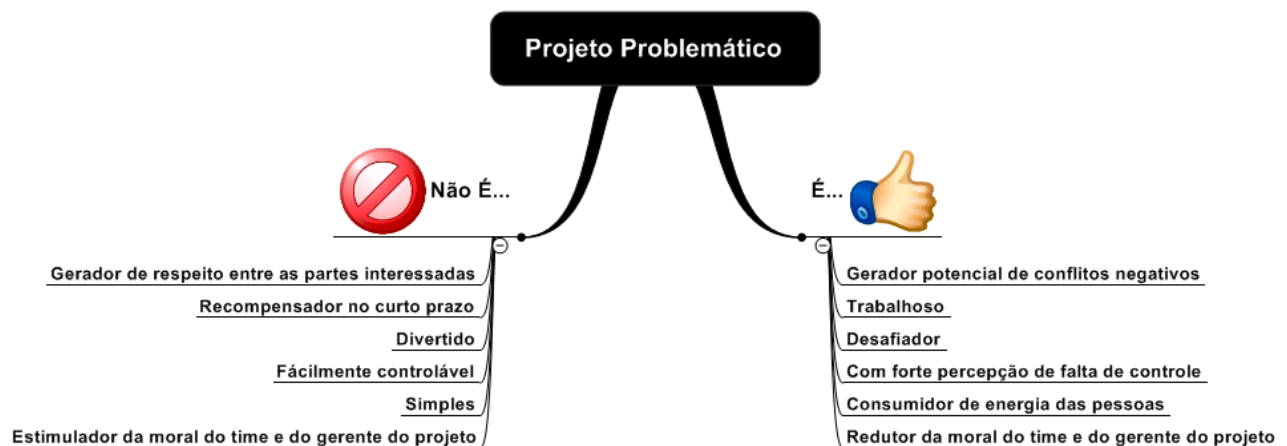 Projeto Problemático
Não É...
Gerador de respeito entre as partes interessadas
Recompensador no curto prazo
Divertido
Fácilmente controlável
Simples
Estimulador da moral do time e do gerente do projeto
É...
Gerador potencial de conflitos negativos
Trabalhoso
Desafiador
Com forte percepção de falta de controle
Consumidor de energia das pessoas
Redutor da moral do time e do gerente do projeto